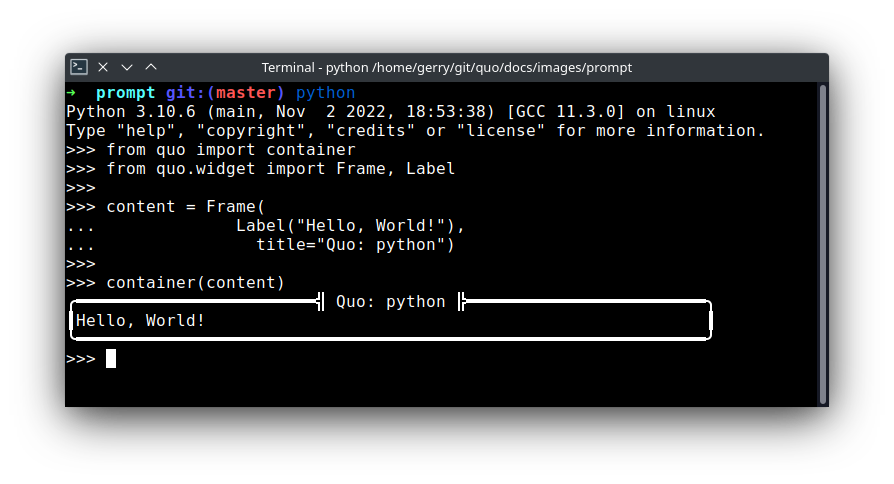 Terminal - python /home/gerry/git/quo/docs/images/prompt
➜  prompt git:(master) python
Python 3.10.6 (main, Nov  2 2022, 18:53:38) [GCC 11.3.0] on linux
Type "help", "copyright", "credits" or "license" for more information.
>>> from quo import container
>>> from quo.widget import Frame, Label
>>>
>>> content = Frame(
...              Label("Hello, World!"),
...                title="Quo: python")
>>>
>>> container(content)
Quo: python
Hello, World!
>>>